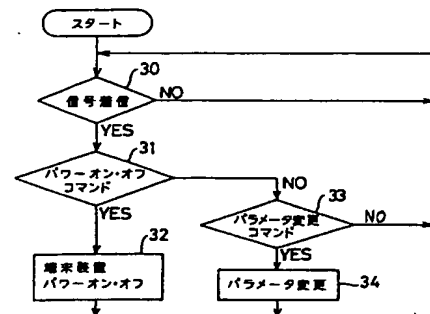 スタート
30
信号着信
NO
YES
31
パワーオン・オフ
コマンド
NO
YES
33
パラメータ変更
コマンド
NO
YES
32
端末装置
パワーオン・オフ
34
パラメータ変更